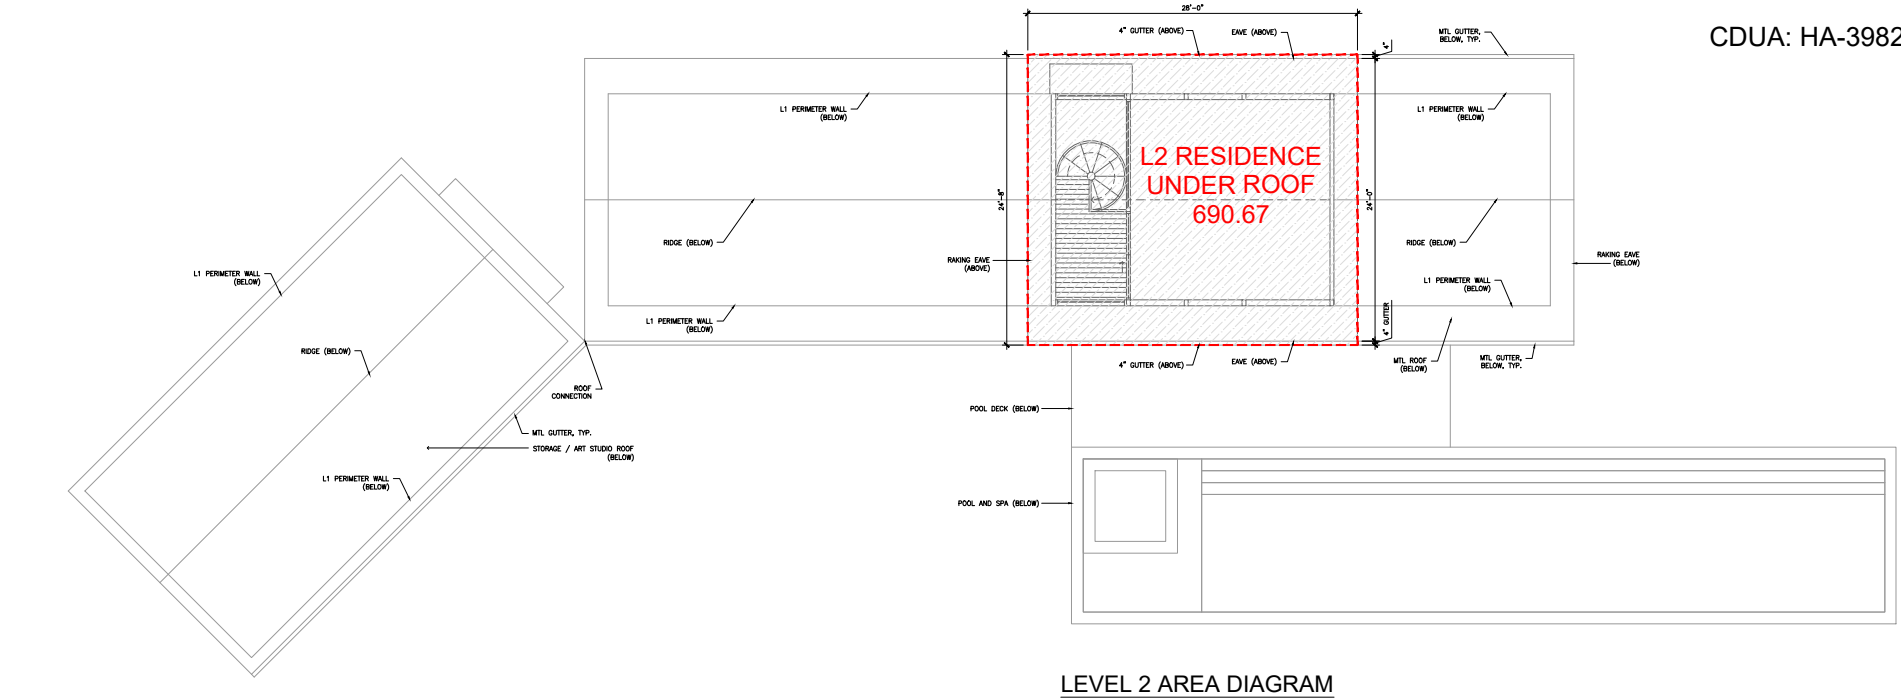 28'-0"
CDUA: HA-3982
4" GUTTER (ABOVE)
EAVE (ABOVE)
4"
MTL GUTTER,
BELOW, TYP.
L1 PERIMETER WALL
(BELOW)
L1 PERIMETER WALL
(BELOW)
L2 RESIDENCE
UNDER ROOF
690.67
24'-8"
24'-0"
RIDGE (BELOW)
RIDGE (BELOW)
RAKING EAVE
(ABOVE)
RAKING EAVE
(BELOW)
L1 PERIMETER WALL
(BELOW)
L1 PERIMETER WALL
(BELOW)
L1 PERIMETER WALL
(BELOW)
4" GUTTER
RIDGE (BELOW)
4" GUTTER (ABOVE)
EAVE (ABOVE)
MTL ROOF
(BELOW)
MTL GUTTER,
BELOW, TYP.
ROOF
CONNECTION
POOL DECK (BELOW)
MTL GUTTER, TYP.
STORAGE / ART STUDIO ROOF
(BELOW)
L1 PERIMETER WALL
(BELOW)
POOL AND SPA (BELOW)
LEVEL 2 AREA DIAGRAM